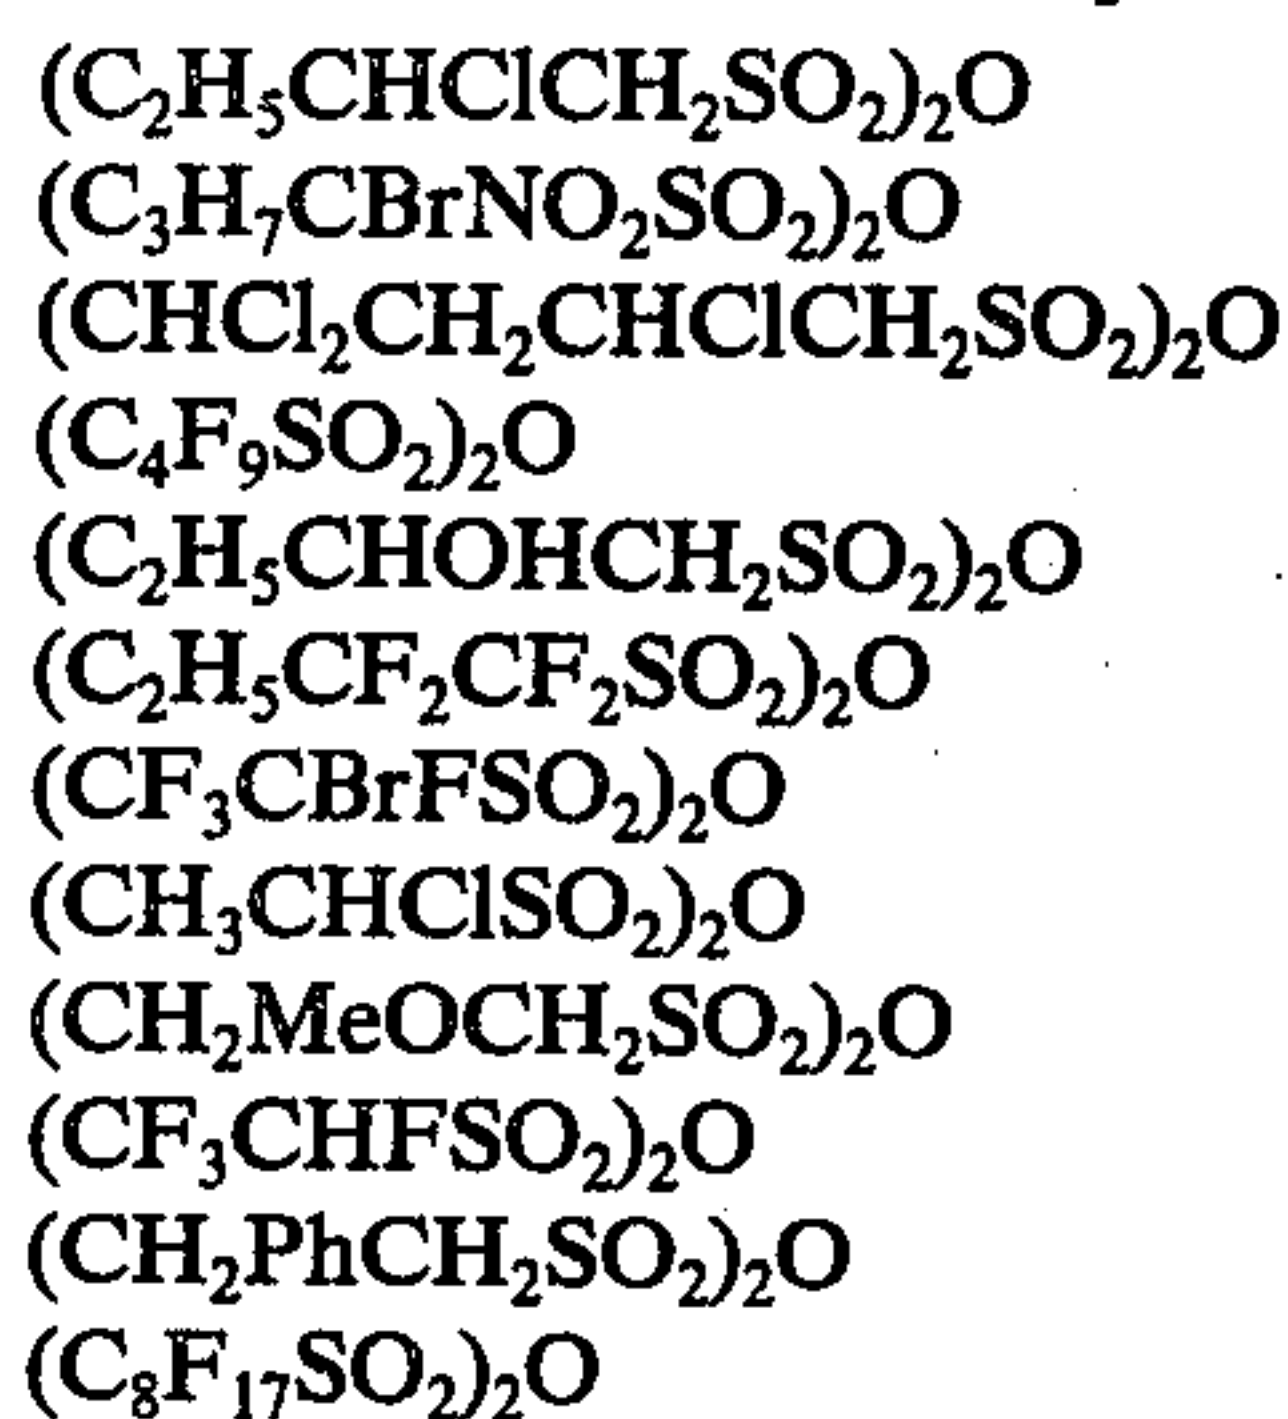 (C₂H₅CHClCH₂SO₂)₂O
(C₃H₇CBrNO₂SO₂)₂O
(CHCl₂CH₂CHClCH₂SO₂)₂O
(C₄F₉SO₂)₂O
(C₂H₅CHOHCH₂SO₂)₂O
(C₂H₅CF₂CF₂SO₂)₂O
(CF₃CBrFSO₂)₂O
(CH₃CHClSO₂)₂O
(CH₂MeOCH₂SO₂)₂O
(CF₃CHFSO₂)₂O
(CH₂PhCH₂SO₂)₂O
(C₈F₁₇SO₂)₂O